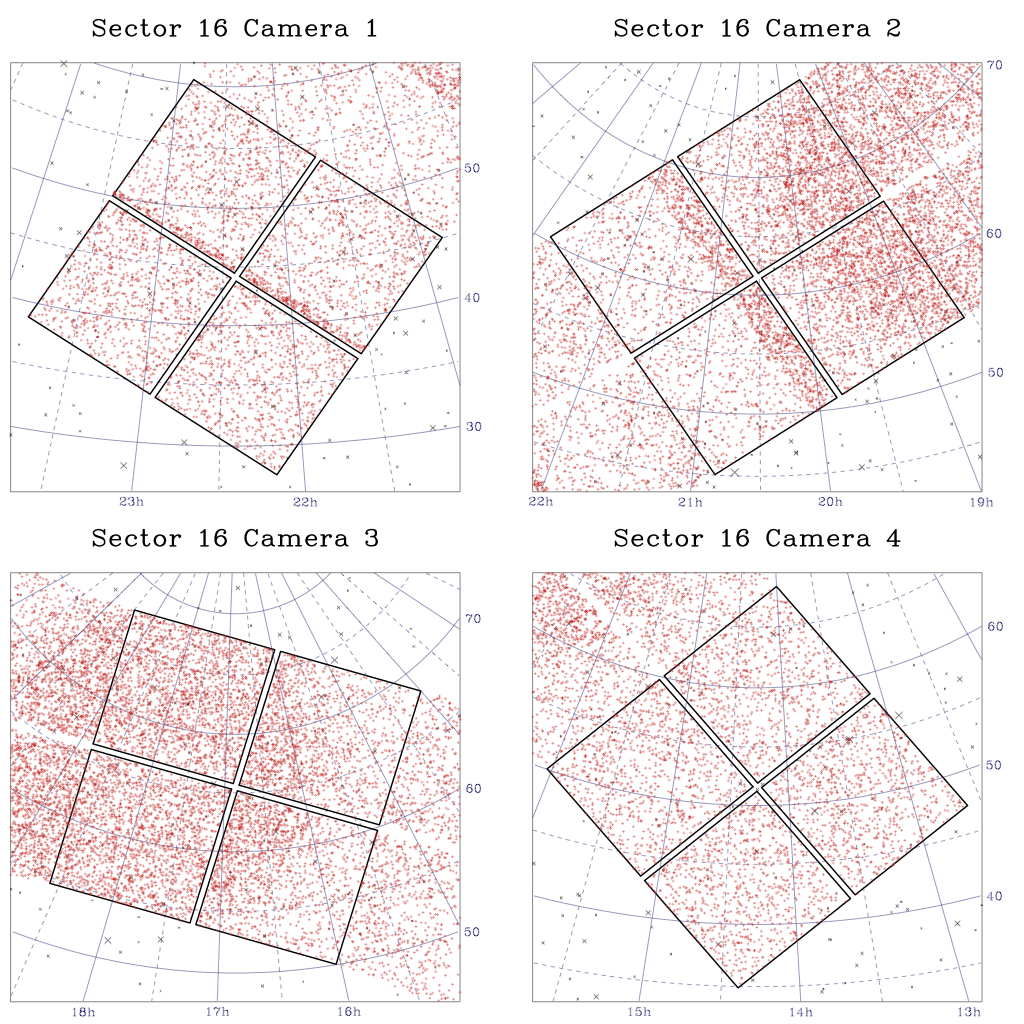 Sector 16 Camera 1
Sector 16 Camera 2
50
40
30
23h
22h
70
60
50
22h
21h
20h
19h
Sector 16 Camera 3
Sector 16 Camera 4
70
60
50
18h
17h
16h
60
50
40
15h
14h
13h